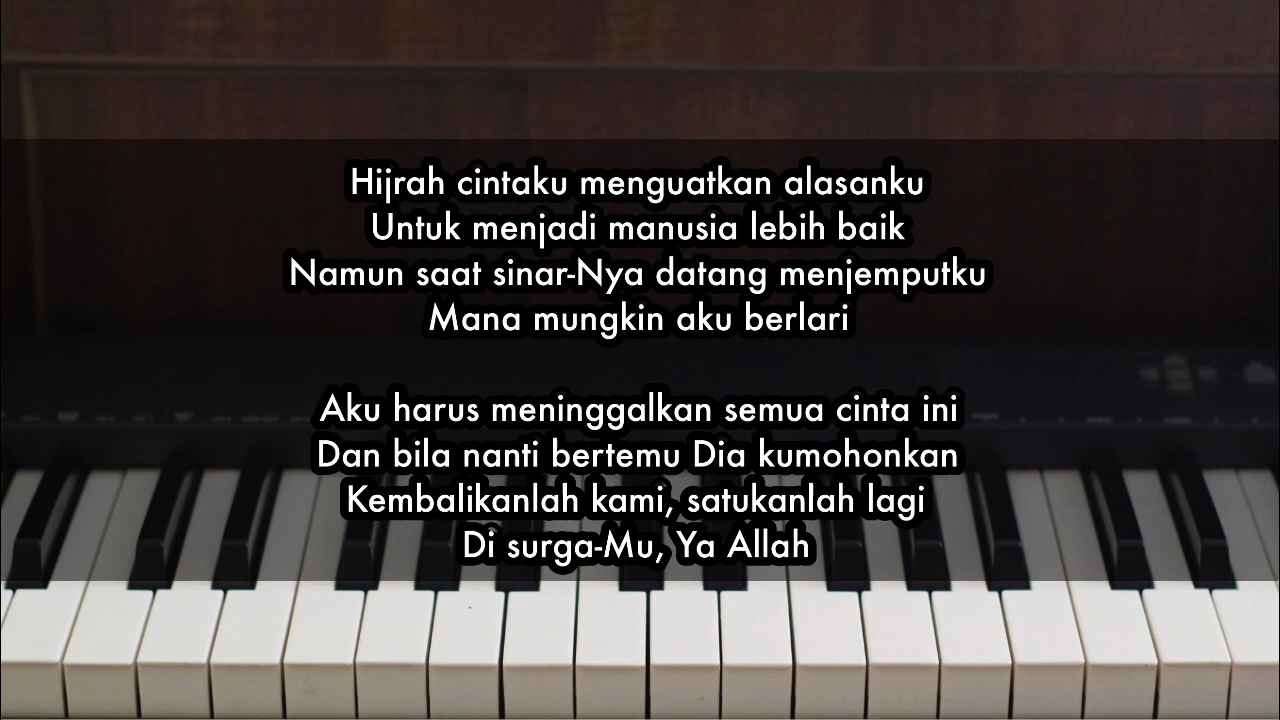 Hijrah cintaku menguatkan alasanku
Untuk menjadi manusia lebih baik
Namun saat sinar-Nya datang menjemputku
Mana mungkin aku berlari
Aku harus meninggalkan semua cinta ini
Dan bila nanti bertemu Dia kumohonkan
Kembalikanlah kami, satukanlah lagi
Di surga-Mu, Ya Allah